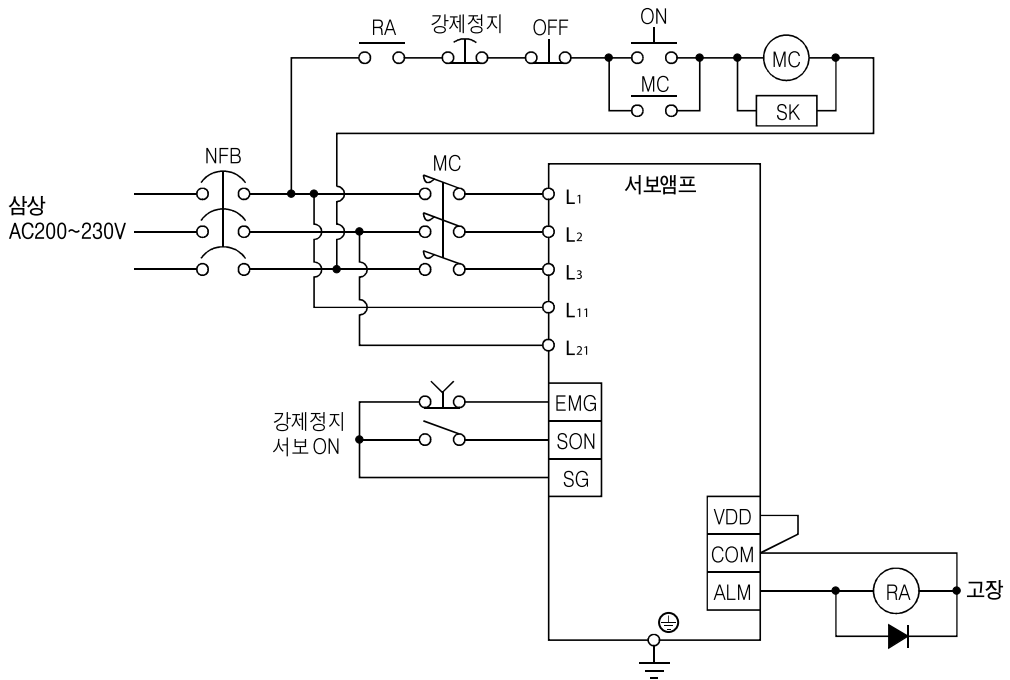 RA
강제정지
OFF
ON
MC
MC
SK
NFB
MC
삼상
AC200~230V
서보앰프
L1
L2
L3
L11
L21
강제정지
서보 ON
EMG
SON
SG
VDD
COM
ALM
RA
고장